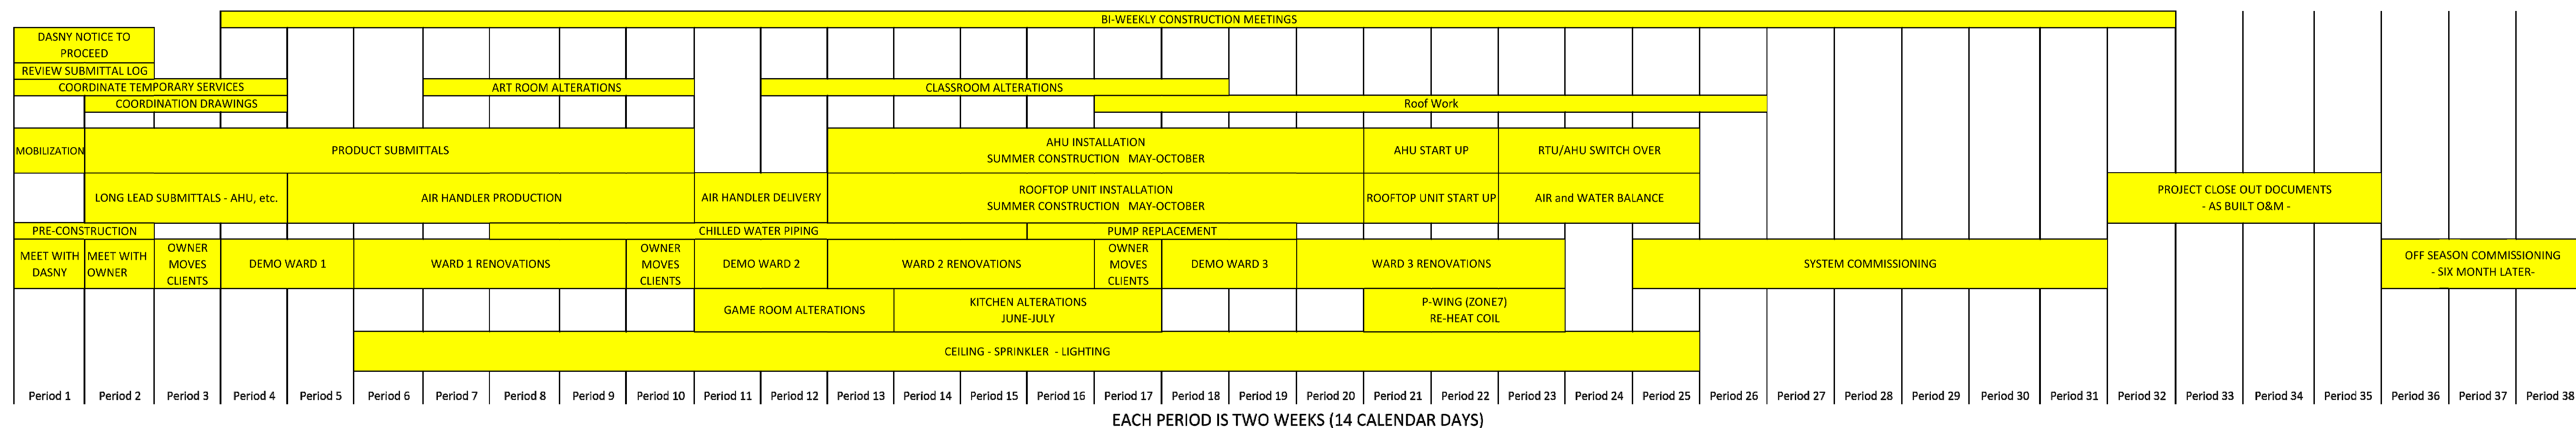 BI-WEEKLY CONSTRUCTION MEETINGS
DASNY NOTICE TO
PROCEED
REVIEW SUBMITTAL LOG
COORDINATE TEMPORARY SERVICES
ART ROOM ALTERATIONS
CLASSROOM ALTERATIONS
COORDINATION DRAWINGS
Roof Work
MOBILIZATION
PRODUCT SUBMITTALS
AHU INSTALLATION
SUMMER CONSTRUCTION MAY-OCTOBER
AHU START UP
RTU/AHU SWITCH OVER
LONG LEAD SUBMITTALS - AHU, etc.
AIR HANDLER PRODUCTION
AIR HANDLER DELIVERY
ROOFTOP UNIT INSTALLATION
SUMMER CONSTRUCTION MAY-OCTOBER
ROOFTOP UNIT START UP
AIR and WATER BALANCE
PROJECT CLOSE OUT DOCUMENTS
- AS BUILT O&M -
PRE-CONSTRUCTION
CHILLED WATER PIPING
PUMP REPLACEMENT
MEET WITH
DASNY
MEET WITH
OWNER
OWNER
MOVES
CLIENTS
DEMO WARD 1
WARD 1 RENOVATIONS
OWNER
MOVES
CLIENTS
DEMO WARD 2
WARD 2 RENOVATIONS
OWNER
MOVES
CLIENTS
DEMO WARD 3
WARD 3 RENOVATIONS
SYSTEM COMMISSIONING
OFF SEASON COMMISSIONING
- SIX MONTH LATER-
GAME ROOM ALTERATIONS
KITCHEN ALTERATIONS
JUNE-JULY
P-WING (ZONE7)
RE-HEAT COIL
CEILING - SPRINKLER - LIGHTING
Period 1
Period 2
Period 3
Period 4
Period 5
Period 6
Period 7
Period 8
Period 9
Period 10
Period 11
Period 12
Period 13
Period 14
Period 15
Period 16
Period 17
Period 18
Period 19
Period 20
Period 21
Period 22
Period 23
Period 24
Period 25
Period 26
Period 27
Period 28
Period 29
Period 30
Period 31
Period 32
Period 33
Period 34
Period 35
Period 36
Period 37
Period 38
EACH PERIOD IS TWO WEEKS (14 CALENDAR DAYS)